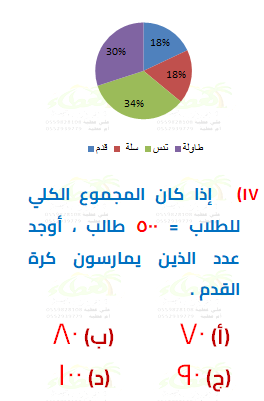 18%
18%
34%
30%
قدم سلة تنس طاولة
١٧) إذا كان المجموع الكلي
للطلاب = ٥٠٠ طالب ، أوجد
عدد الذين يمارسون كرة
القدم .
(أ) ٧٠ (ب) ٨٠
(ج) ٩٠ (د) ١٠٠